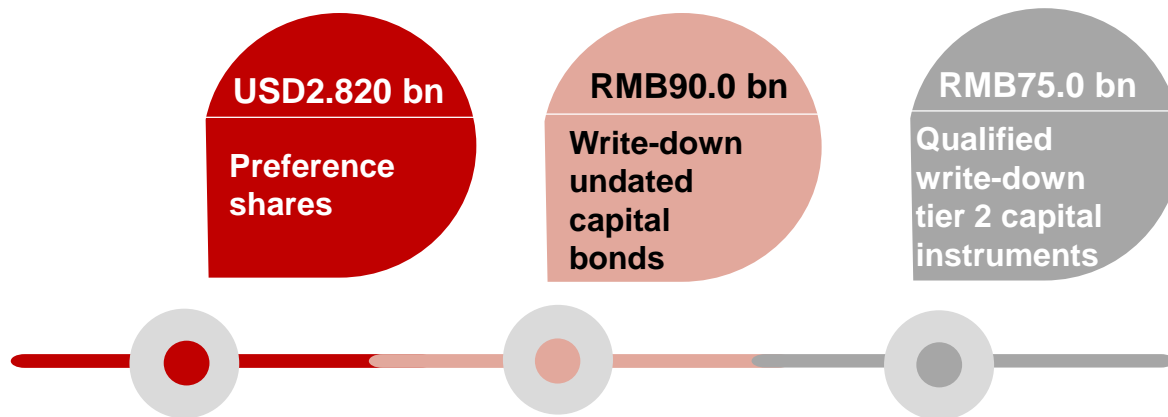 USD2.820 bn
Preference
shares
RMB90.0 bn
Write-down
undated
capital
bonds
RMB75.0 bn
Qualified
write-down
tier 2 capital
instruments